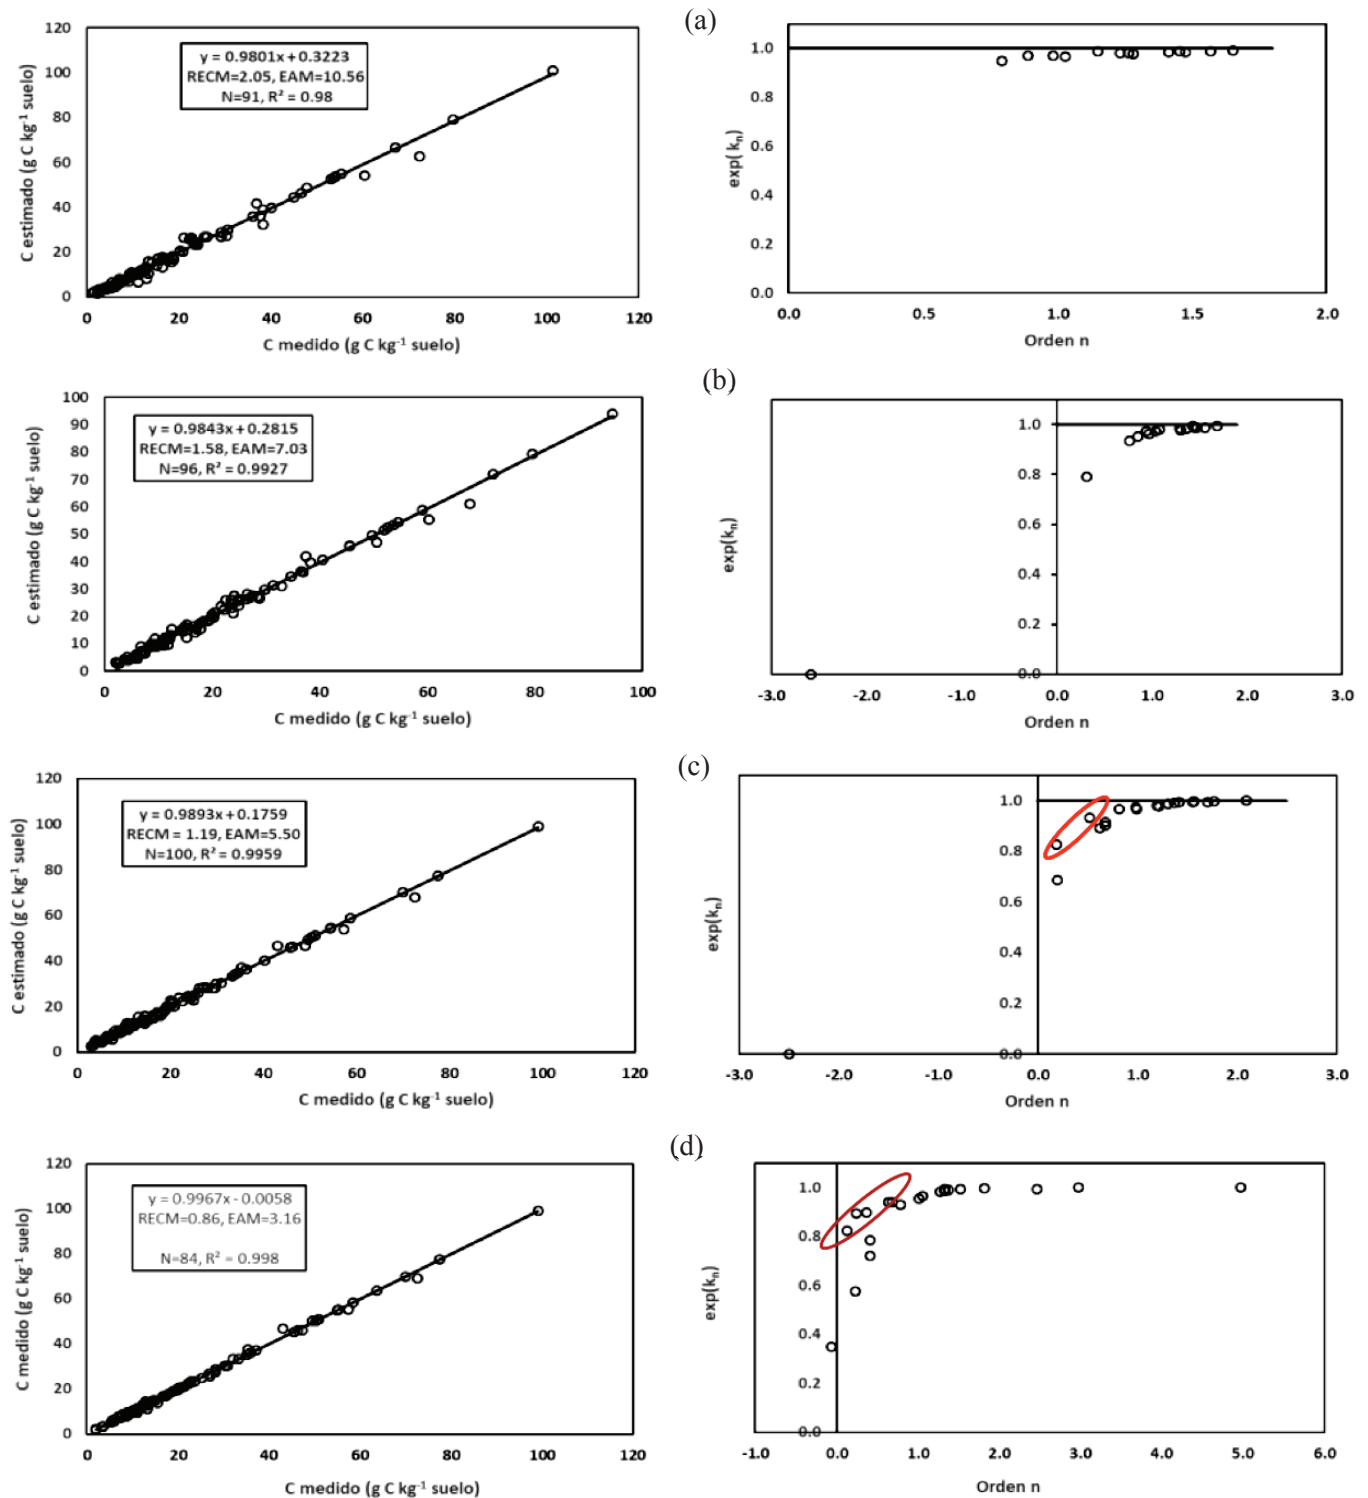 (a)
120
100
80
60
40
20
0
C estimado (g C kg⁻¹ suelo)
y = 0.9801x + 0.3223
RECM=2.05, EAM=10.56
N=91, R² = 0.98
0 20 40 60 80 100 120
C medido (g C kg⁻¹ suelo)
1.0
0.8
0.6
0.4
0.2
0.0
exp( kₙ)
0.0 0.5 1.0 1.5 2.0
Orden n
(b)
100
90
80
70
60
50
40
30
20
10
0
C estimado (g C kg⁻¹ suelo)
y = 0.9843x + 0.2815
RECM=1.58, EAM=7.03
N=96, R² = 0.9927
0 20 40 60 80 100
C medido (g C kg⁻¹ suelo)
1.0
0.8
0.6
0.4
0.2
0.0
exp(kₙ)
-3.0 -2.0 -1.0 0.0 1.0 2.0 3.0
Orden n
(c)
120
100
80
60
40
20
0
C estimado (g C kg⁻¹ suelo)
y = 0.9893x + 0.1759
RECM = 1.19, EAM=5.50
N=100, R² = 0.9959
0 20 40 60 80 100 120
C medido (g C kg⁻¹ suelo)
1.0
0.8
0.6
0.4
0.2
0.0
exp(kₙ)
-3.0 -2.0 -1.0 0.0 1.0 2.0 3.0
Orden n
(d)
120
100
80
60
40
20
0
C medido (g C kg⁻¹ suelo)
y = 0.9967x - 0.0058
RECM=0.86, EAM=3.16
N=84, R² = 0.998
0 20 40 60 80 100 120
C medido (g C kg⁻¹ suelo)
1.0
0.8
0.6
0.4
0.2
0.0
exp(kₙ)
-1.0 0.0 1.0 2.0 3.0 4.0 5.0 6.0
Orden n